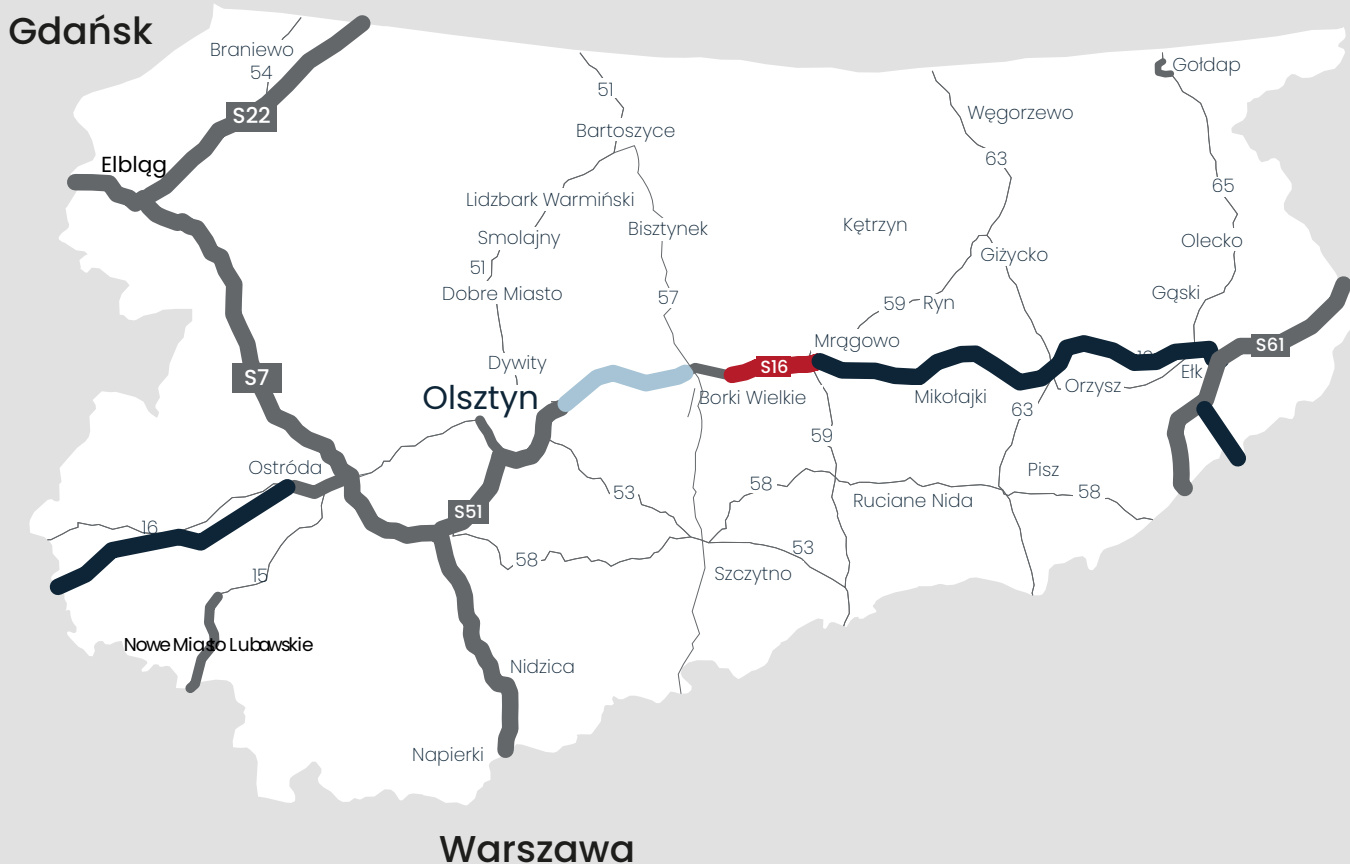 Gdańsk
Braniewo
54
S22
Elbląg
51
Bartoszyce
Gołdap
Węgorzewo
63
65
Lidzbark Warmiński
Smolajny
Bisztynek
Kętrzyn
Olecko
Giżycko
51
Dobre Miasto
57
59
Ryn
Gąski
Mrągowo
S61
Dywity
S7
S16
Ełk
Olsztyn
Borki Wielkie
Mikołajki
Orzysz
63
59
Ostróda
Pisz
53
58
Ruciane Nida
58
16
S51
58
53
Szczytno
15
Nowe Miasto Lubawskie
Nidzica
Napierki
Warszawa